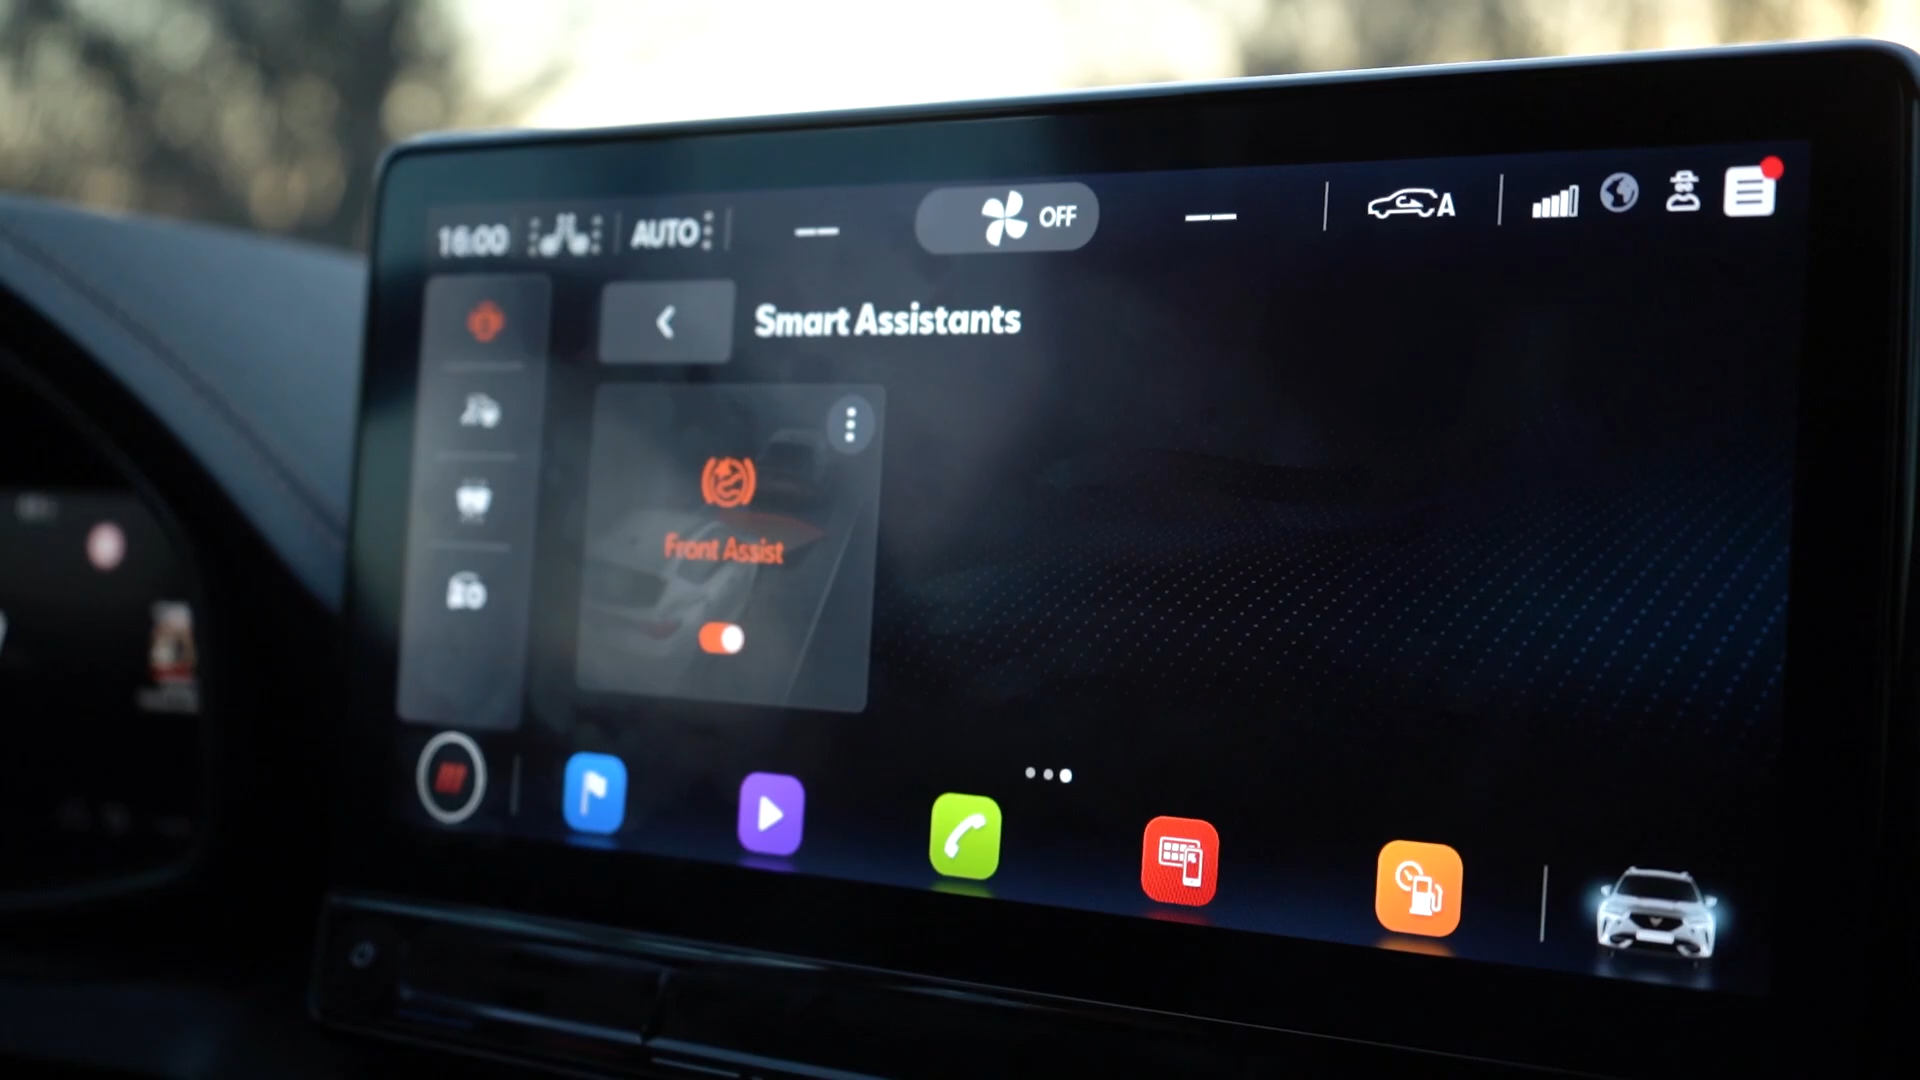 16:00 AUTO -- OFF -- A
Smart Assistants
Front Assist